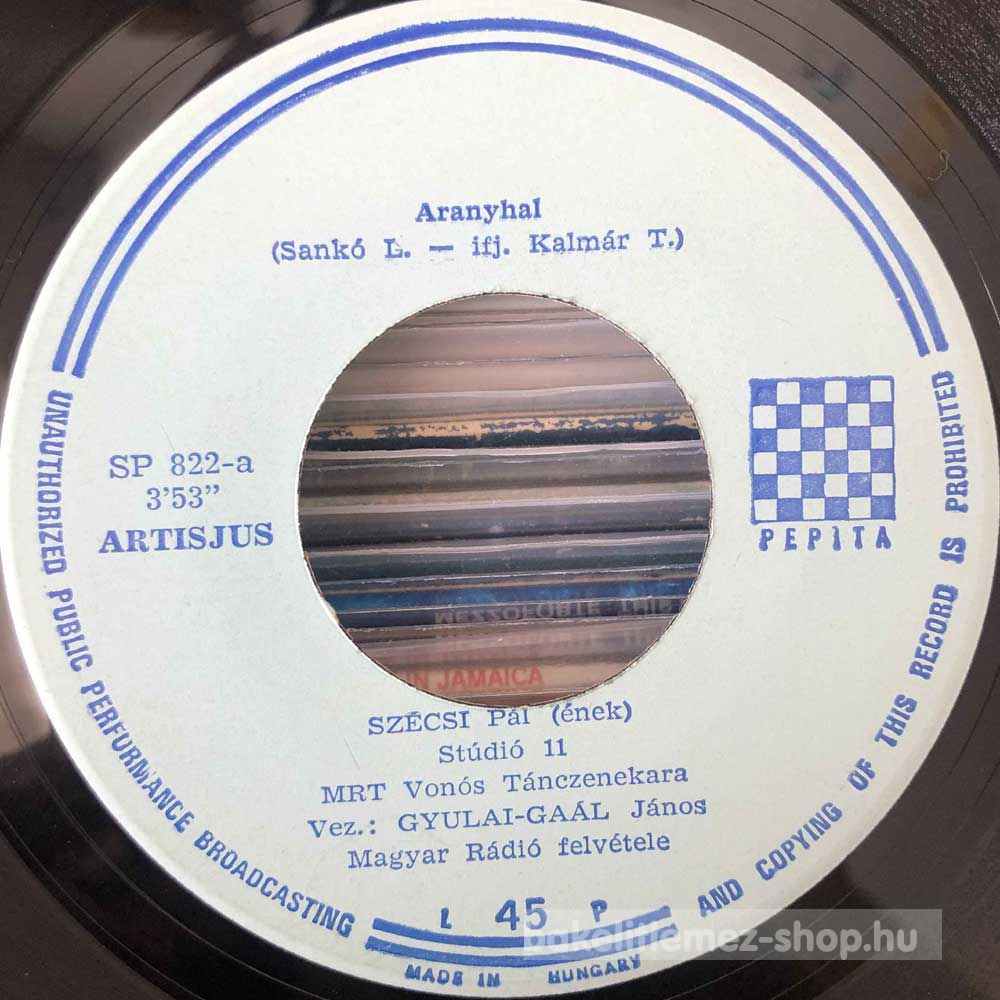 Aranyhal
(Sankó L. — ifj. Kalmár T.)
SP 822-a
3'53"
ARTISJUS
PEPITA
SZÉCSI Pál (ének)
Stúdió 11
MRT Vonós Tánczenekara
Vez.: GYULAI-GAÁL János
Magyar Rádió felvétele
L 45 P
UNAUTHORIZED PUBLIC PERFORMANCE BROADCASTING AND COPYING OF THIS RECORD IS PROHIBITED
MADE IN HUNGARY
IN JAMAICA
bakelitlemez-shop.hu